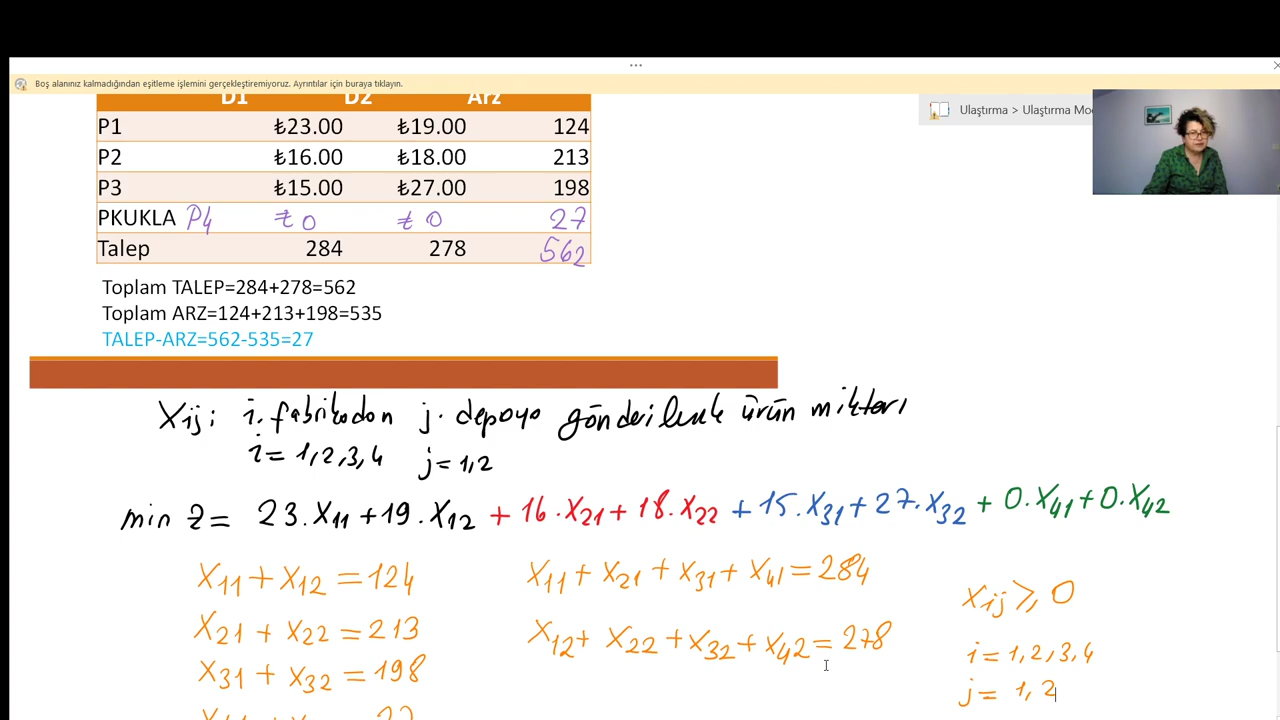 •••
Boş alanınız kalmadığından eşitleme işlemini gerçekleştiremiyoruz. Ayrıntılar için buraya tıklayın.
D1 D2 Arz
P1 ₺23.00 ₺19.00 124
P2 ₺16.00 ₺18.00 213
P3 ₺15.00 ₺27.00 198
PKUKLA P4 ₺0 ₺0 27
Talep 284 278 562
Ulaştırma > Ulaştırma Mo
Toplam TALEP=284+278=562
Toplam ARZ=124+213+198=535
TALEP-ARZ=562-535=27
Xij: i. fabrikadan j. depoya gönderilecek ürün miktarı
i=1,2,3,4 j=1,2
min Z= 23.X11+19.X12+16.X21+18.X22+15.X31+27.X32+0.X41+0.X42
X11+X12=124
X21+X22=213
X31+X32=198
X11+X21+X31+X41=284
X12+X22+X32+X42=278
Xij≥0
i=1,2,3,4
j=1,2